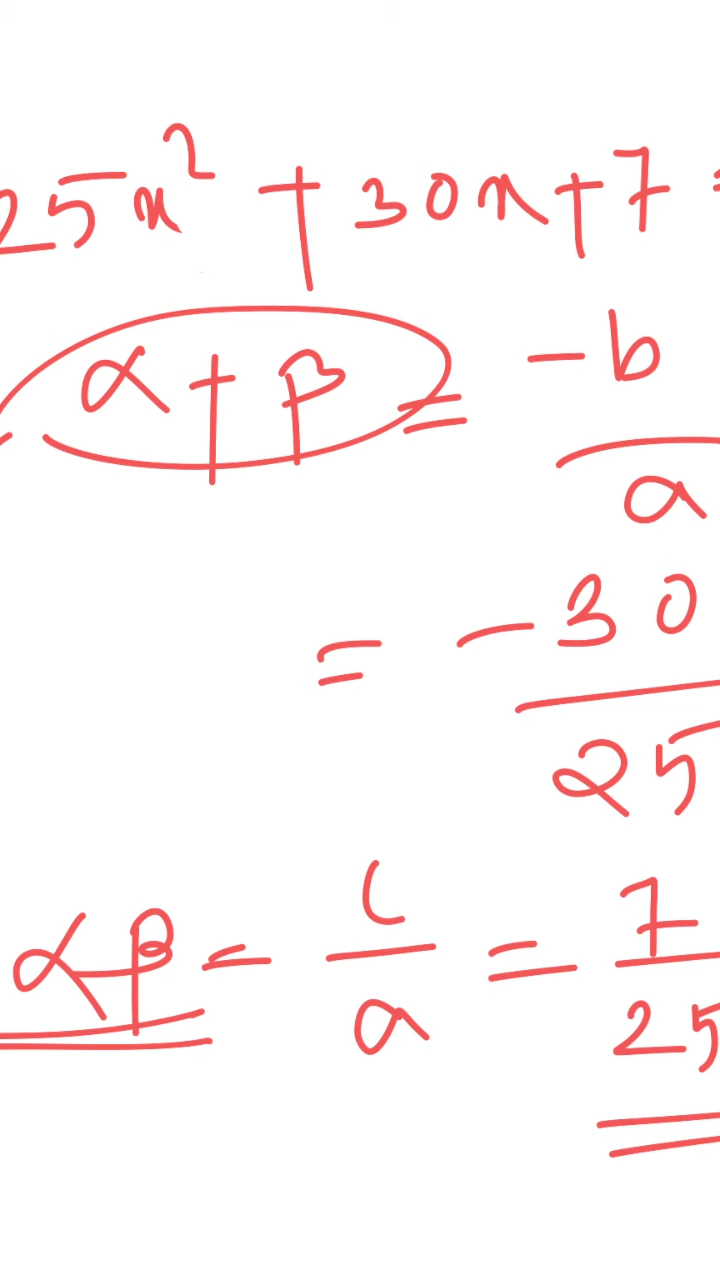 25x² + 30x + 7 =
α + β = -b
a
= -30
25
αβ = c/a = 7/25